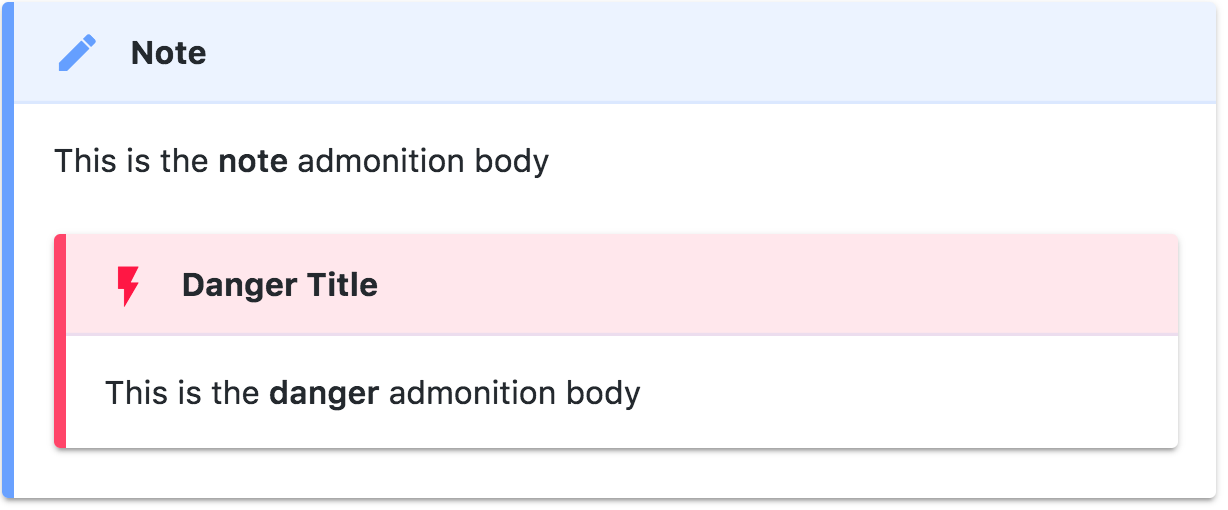 Note
This is the note admonition body
Danger Title
This is the danger admonition body